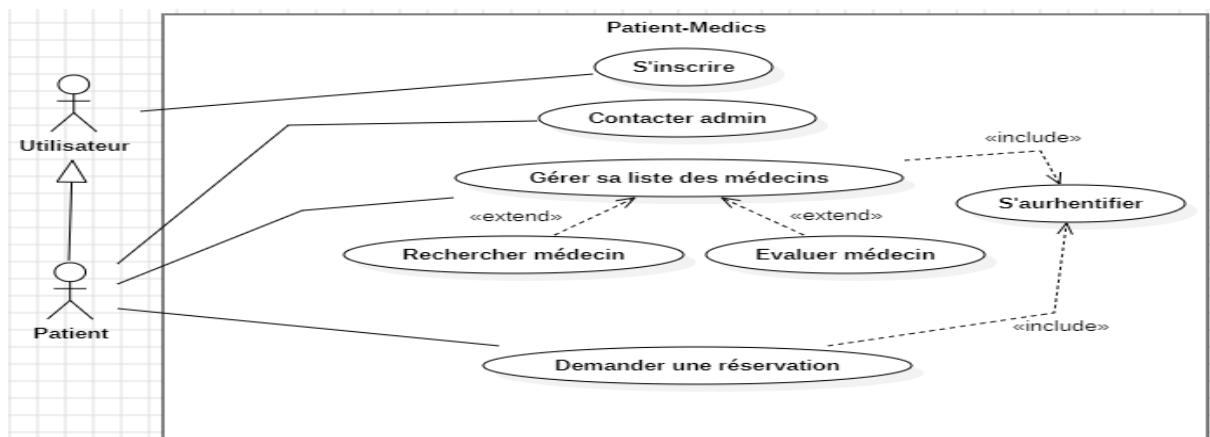 Patient-Medics
S'inscrire
Utilisateur
Contacter admin
«include»
Gérer sa liste des médecins
S'aurhentifier
«extend»
«extend»
Rechercher médecin
Evaluer médecin
Patient
«include»
Demander une réservation